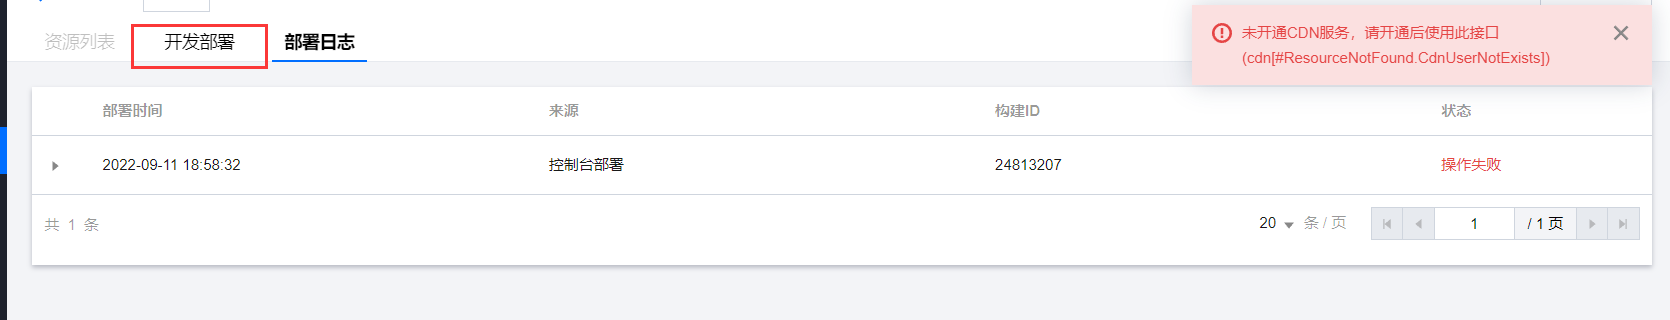 资源列表 开发部署 部署日志
未开通CDN服务，请开通后使用此接口
(cdn[#ResourceNotFound.CdnUserNotExists])
部署时间 来源 构建ID 状态
2022-09-11 18:58:32 控制台部署 24813207 操作失败
共 1 条 20 条 / 页 1 / 1 页